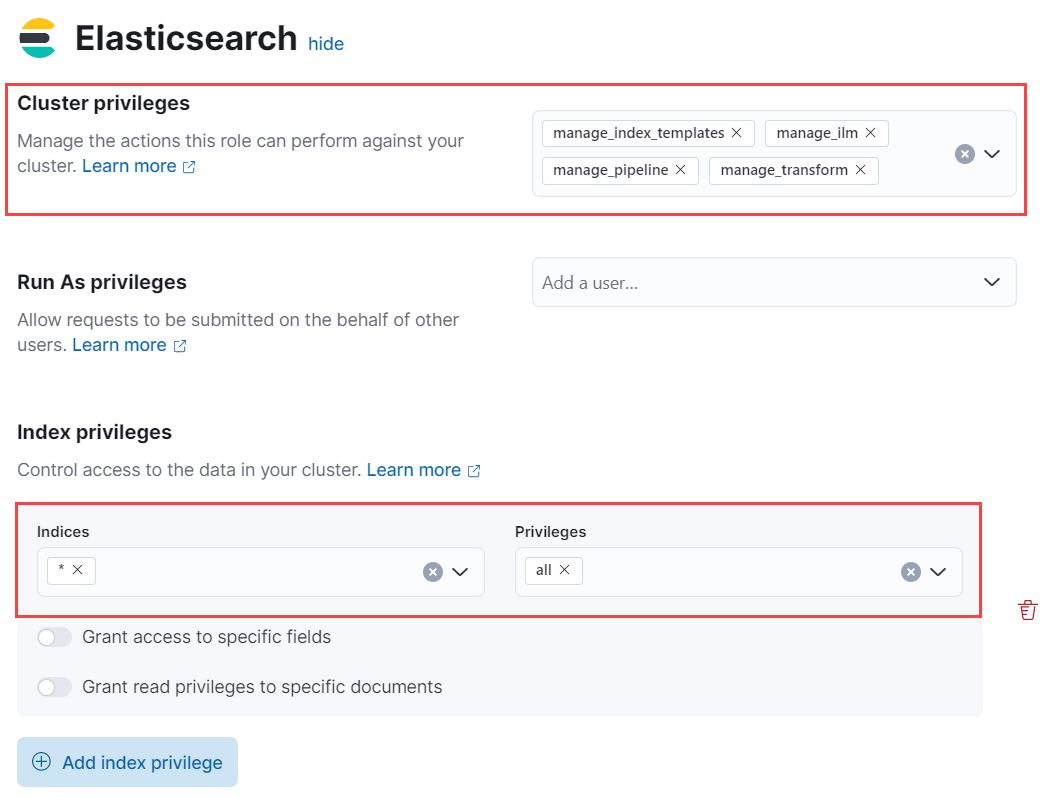 Elasticsearch hide
Cluster privileges
Manage the actions this role can perform against your
cluster. Learn more
manage_index_templates
manage_ilm
manage_pipeline
manage_transform
Run As privileges
Allow requests to be submitted on the behalf of other
users. Learn more
Add a user...
Index privileges
Control access to the data in your cluster. Learn more
Indices
*
Privileges
all
Grant access to specific fields
Grant read privileges to specific documents
Add index privilege